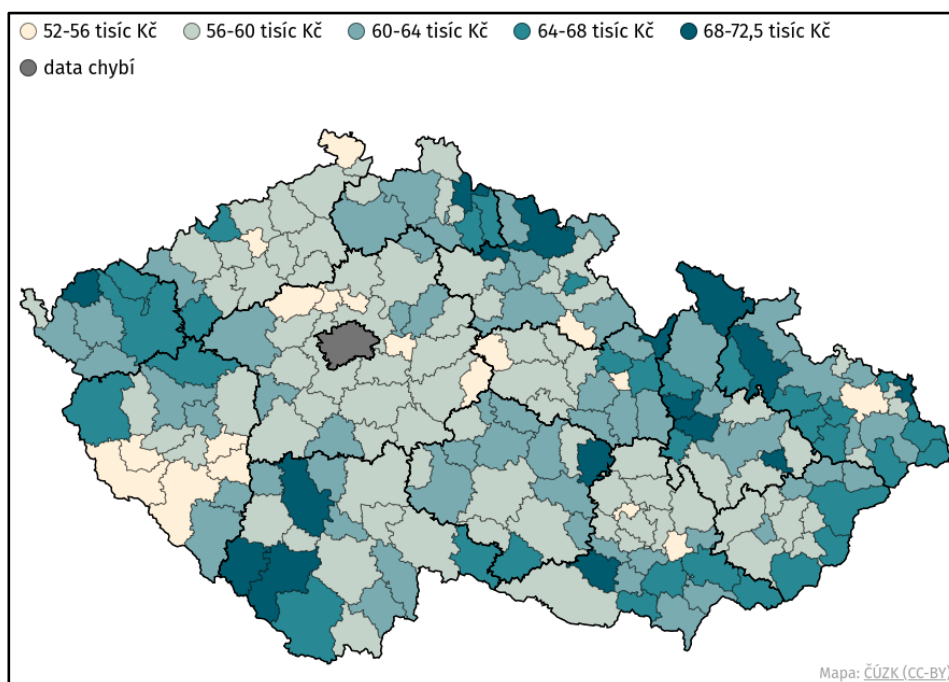 52-56 tisíc Kč 56-60 tisíc Kč 60-64 tisíc Kč 64-68 tisíc Kč 68-72,5 tisíc Kč
data chybí
Mapa: ČÚZK (CC-BY)